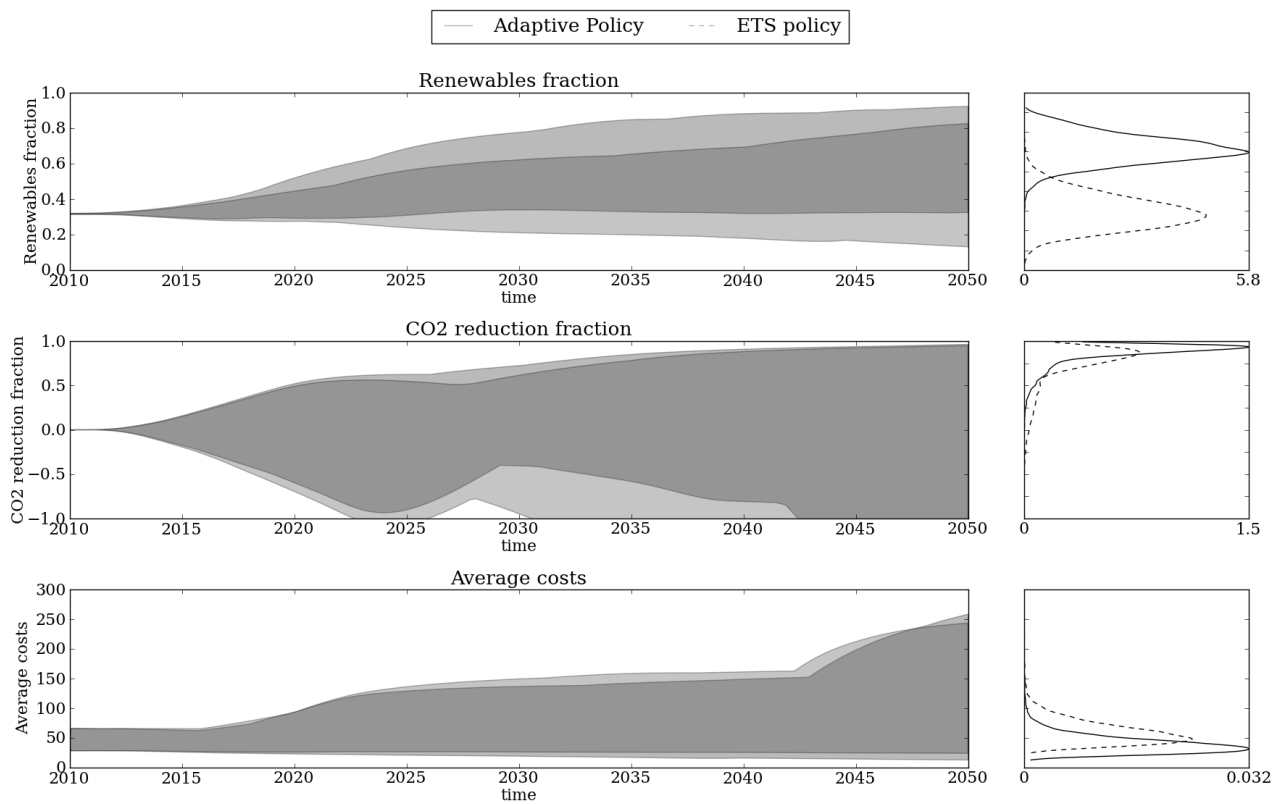 Adaptive Policy ETS policy
Renewables fraction
Renewables fraction
1.0
0.8
0.6
0.4
0.2
0.0
2010 2015 2020 2025 2030 2035 2040 2045 2050
time
0 5.8
CO2 reduction fraction
CO2 reduction fraction
1.0
0.5
0.0
−0.5
−1.0
2010 2015 2020 2025 2030 2035 2040 2045 2050
time
0 1.5
Average costs
Average costs
300
250
200
150
100
50
0
2010 2015 2020 2025 2030 2035 2040 2045 2050
time
0 0.032